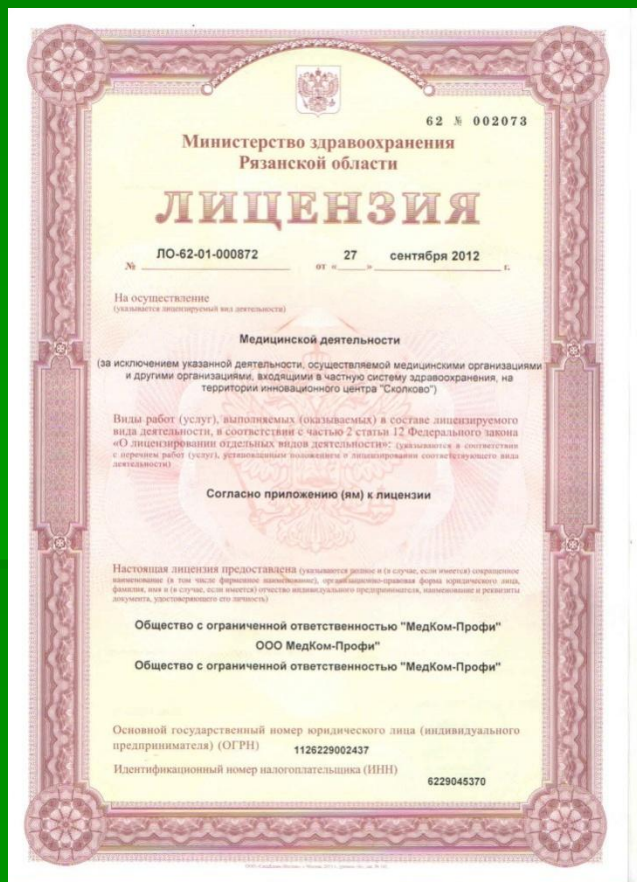 62 № 002073
Министерство здравоохранения
Рязанской области
ЛИЦЕНЗИЯ
№ ЛО-62-01-000872 от « 27 » сентября 2012 г.
На осуществление
(указывается лицензируемый вид деятельности)
Медицинской деятельности
(за исключением указанной деятельности, осуществляемой медицинскими организациями
и другими организациями, входящими в частную систему здравоохранения, на
территории инновационного центра "Сколково")
Виды работ (услуг), выполняемых (оказываемых) в составе лицензируемого
вида деятельности, в соответствии с частью 2 статьи 12 Федерального закона
«О лицензировании отдельных видов деятельности»: (указываются в соответствии
с перечнем работ (услуг), установленным положением о лицензировании соответствующего вида
деятельности)
Согласно приложению (ям) к лицензии
Настоящая лицензия предоставлена (указывается полное и (в случае, если имеется) сокращенное
наименование (в том числе фирменное наименование), организационно-правовая форма юридического лица,
фамилия, имя и (в случае, если имеется) отчество индивидуального предпринимателя, наименование и реквизиты
документа, удостоверяющего его личность)
Общество с ограниченной ответственностью "МедКом-Профи"
ООО МедКом-Профи"
Общество с ограниченной ответственностью "МедКом-Профи"
Основной государственный номер юридического лица (индивидуального
предпринимателя) (ОГРН) 1126229002437
Идентификационный номер налогоплательщика (ИНН)
6229045370